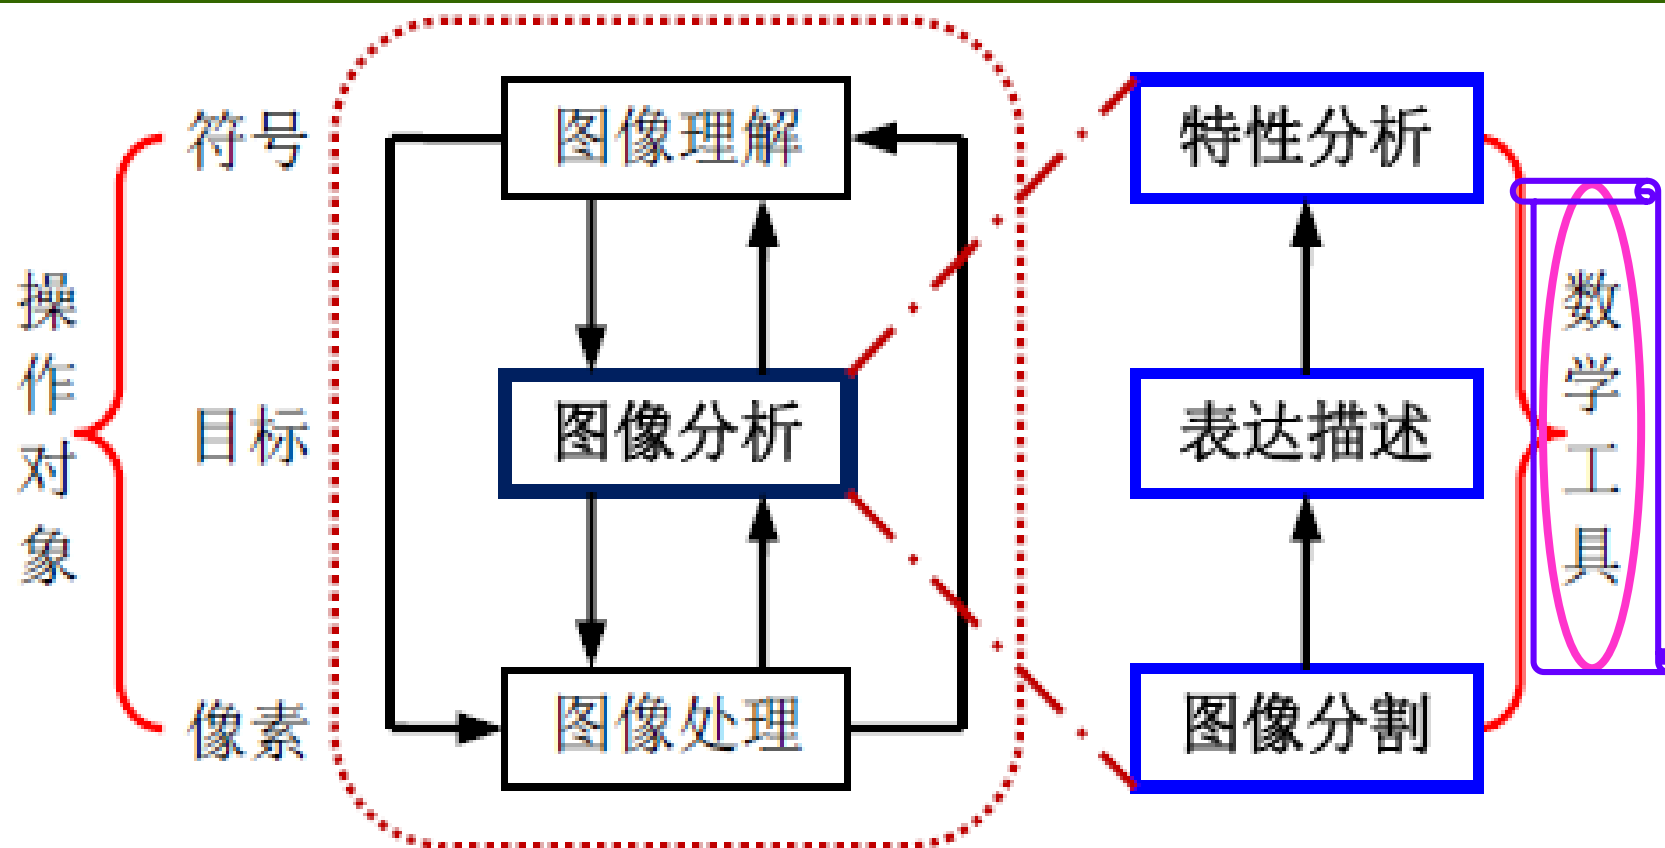 操作对象
符号
目标
像素
图像理解
图像分析
图像处理
特性分析
表达描述
图像分割
数学工具